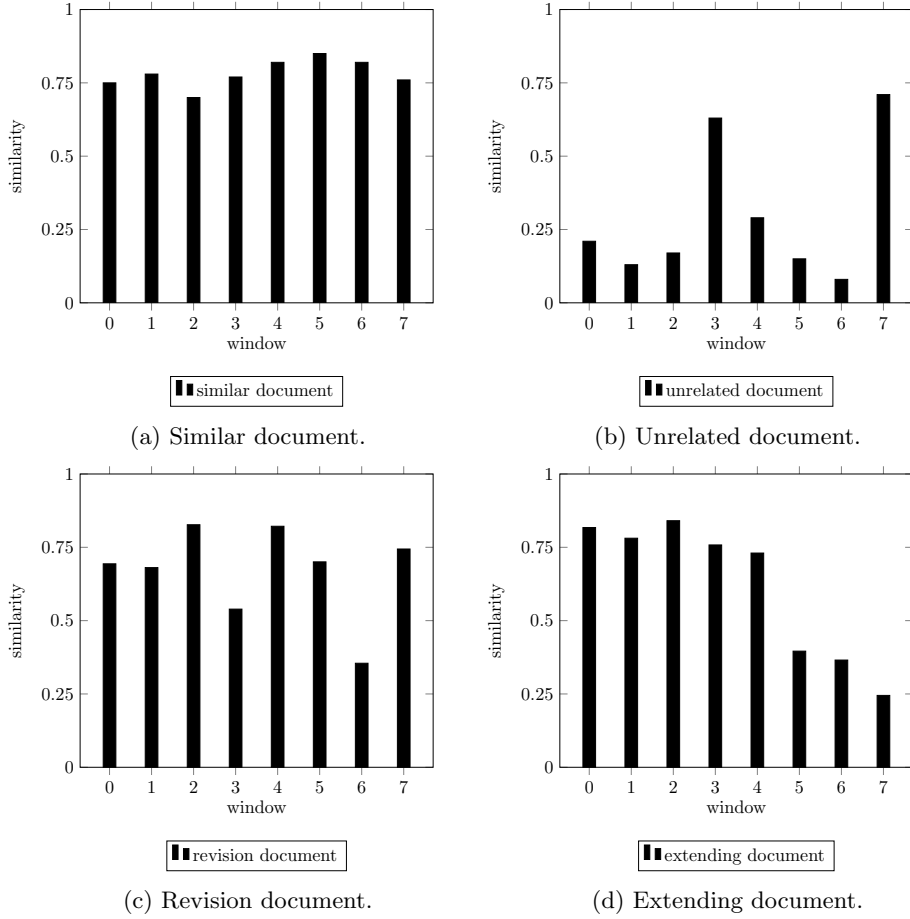 1
0.75
0.5
0.25
0
similarity
0 1 2 3 4 5 6 7
window
similar document
(a) Similar document.
1
0.75
0.5
0.25
0
similarity
0 1 2 3 4 5 6 7
window
unrelated document
(b) Unrelated document.
1
0.75
0.5
0.25
0
similarity
0 1 2 3 4 5 6 7
window
revision document
(c) Revision document.
1
0.75
0.5
0.25
0
similarity
0 1 2 3 4 5 6 7
window
extending document
(d) Extending document.